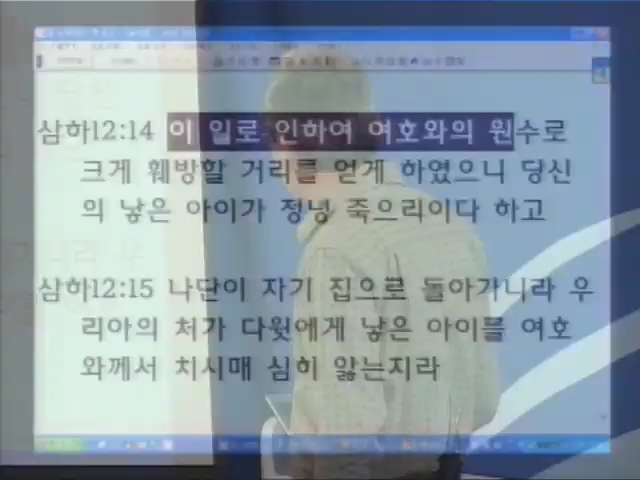 삼하12:14 이 일로 인하여 여호와의 원수로
크게 훼방할 거리를 얻게 하였으니 당신
의 낳은 아이가 정녕 죽으리이다 하고
삼하12:15 나단이 자기 집으로 돌아가니라 우
리아의 처가 다윗에게 낳은 아이를 여호
와께서 치시매 심히 앓는지라